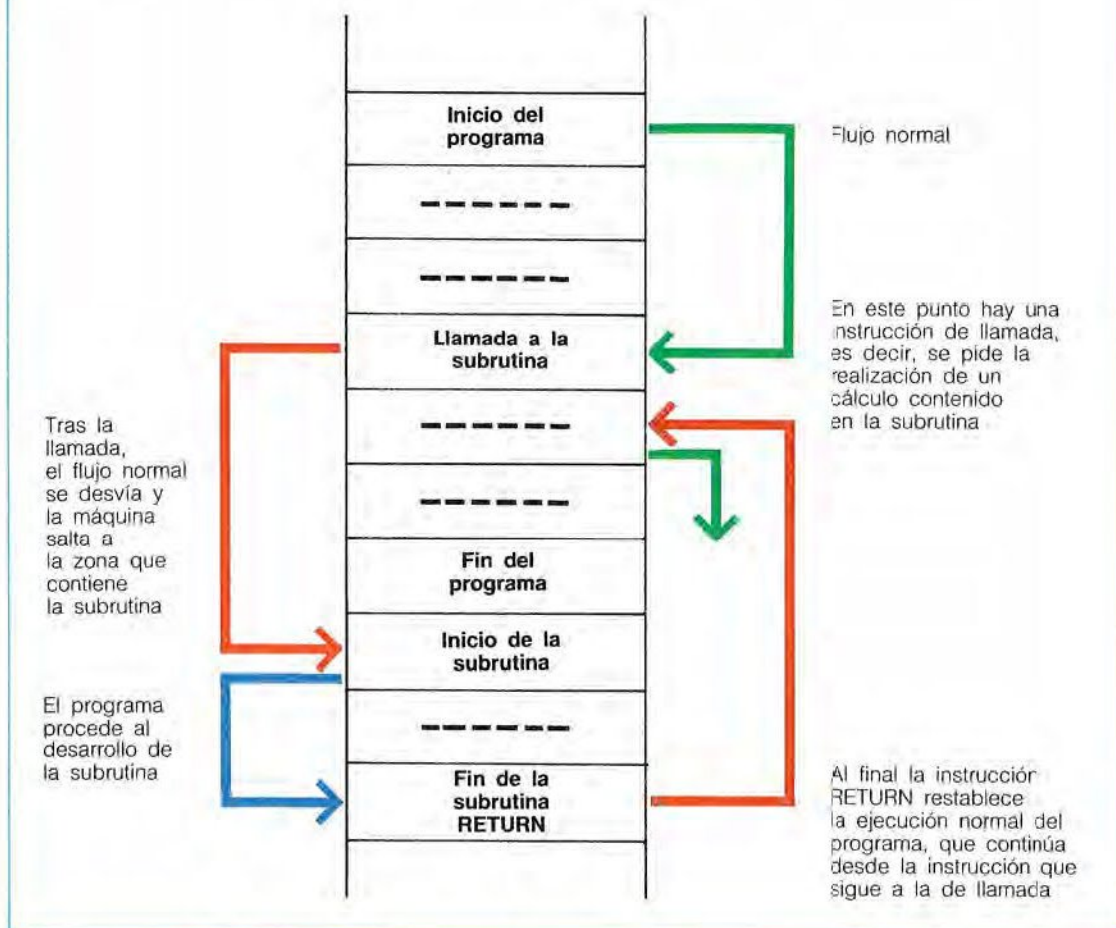 Inicio del
programa
Flujo normal
Llamada a la
subrutina
En este punto hay una
instrucción de llamada,
es decir, se pide la
realización de un
cálculo contenido
en la subrutina
Tras la
llamada,
el flujo normal
se desvía y
la máquina
salta a
la zona que
contiene
la subrutina
Fin del
programa
Inicio de la
subrutina
El programa
procede al
desarrollo de
la subrutina
Fin de la
subrutina
RETURN
Al final la instrucción
RETURN restablece
la ejecución normal del
programa, que continúa
desde la instrucción que
sigue a la de llamada